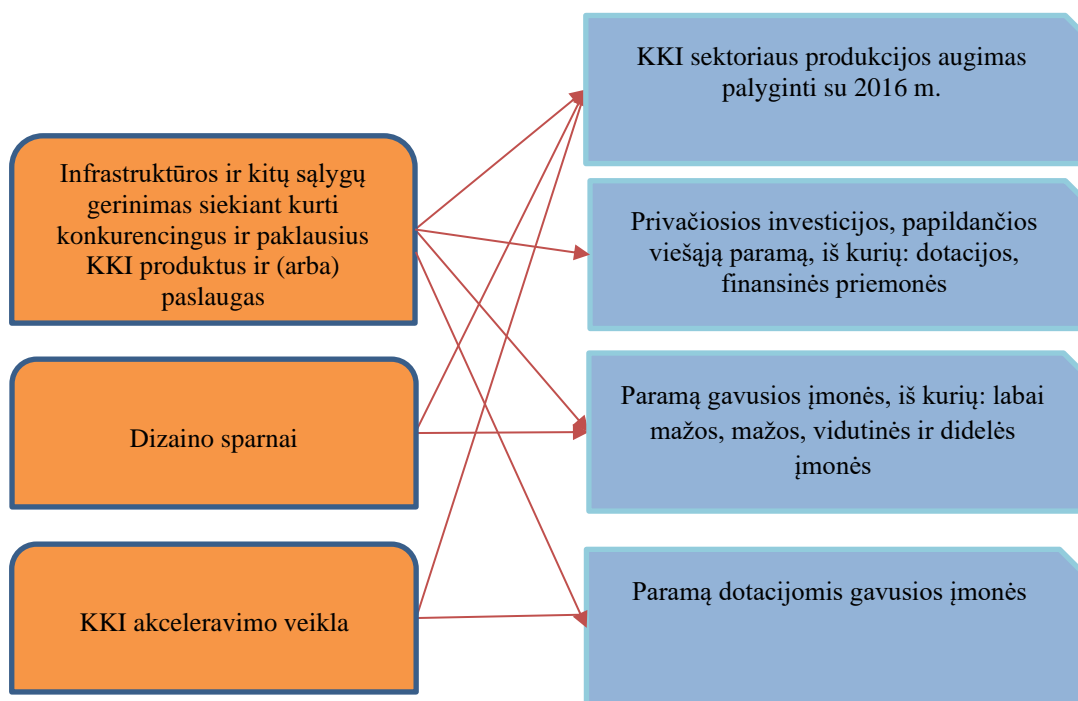 Infrastruktūros ir kitų sąlygų
gerinimas siekiant kurti
konkurencingus ir paklausius
KKI produktus ir (arba)
paslaugas
Dizaino sparnai
KKI akceleravimo veikla
KKI sektoriaus produkcijos augimas
palyginti su 2016 m.
Privačiosios investicijos, papildančios
viešąją paramą, iš kurių: dotacijos,
finansinės priemonės
Paramą gavusios įmonės, iš kurių: labai
mažos, mažos, vidutinės ir didelės
įmonės
Paramą dotacijomis gavusios įmonės